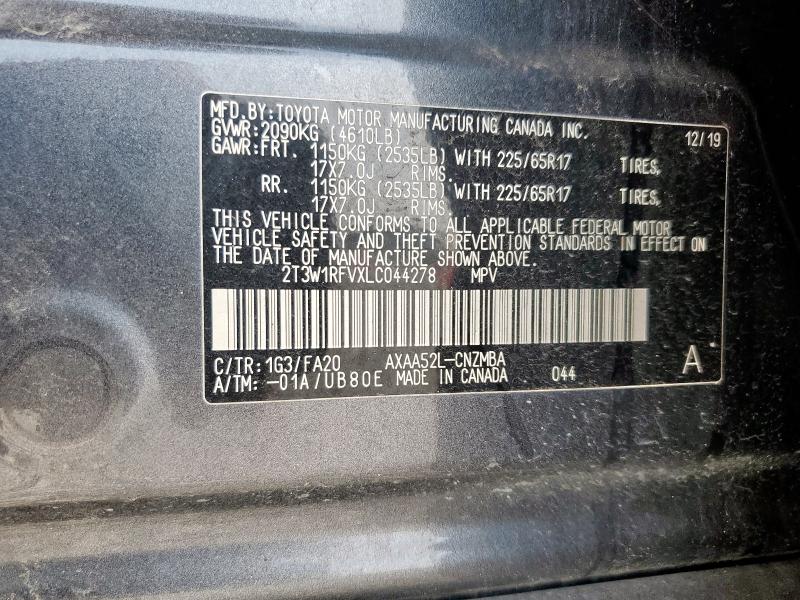 MFD.BY:TOYOTA MOTOR MANUFACTURING CANADA INC.
GVWR:2090KG (4610LB) 12/19
GAWR:FRT. 1150KG (2535LB) WITH 225/65R17 TIRES,
17X7.0J RIMS.
RR. 1150KG (2535LB) WITH 225/65R17 TIRES,
17X7.0J RIMS.
THIS VEHICLE CONFORMS TO ALL APPLICABLE FEDERAL MOTOR
VEHICLE SAFETY AND THEFT PREVENTION STANDARDS IN EFFECT ON
THE DATE OF MANUFACTURE SHOWN ABOVE.
2T3W1RFVXLC044278 MPV
C/TR: 1G3/FA20 AXAA52L-CNZMBA
A/TM: -01A/UB80E MADE IN CANADA 044 A